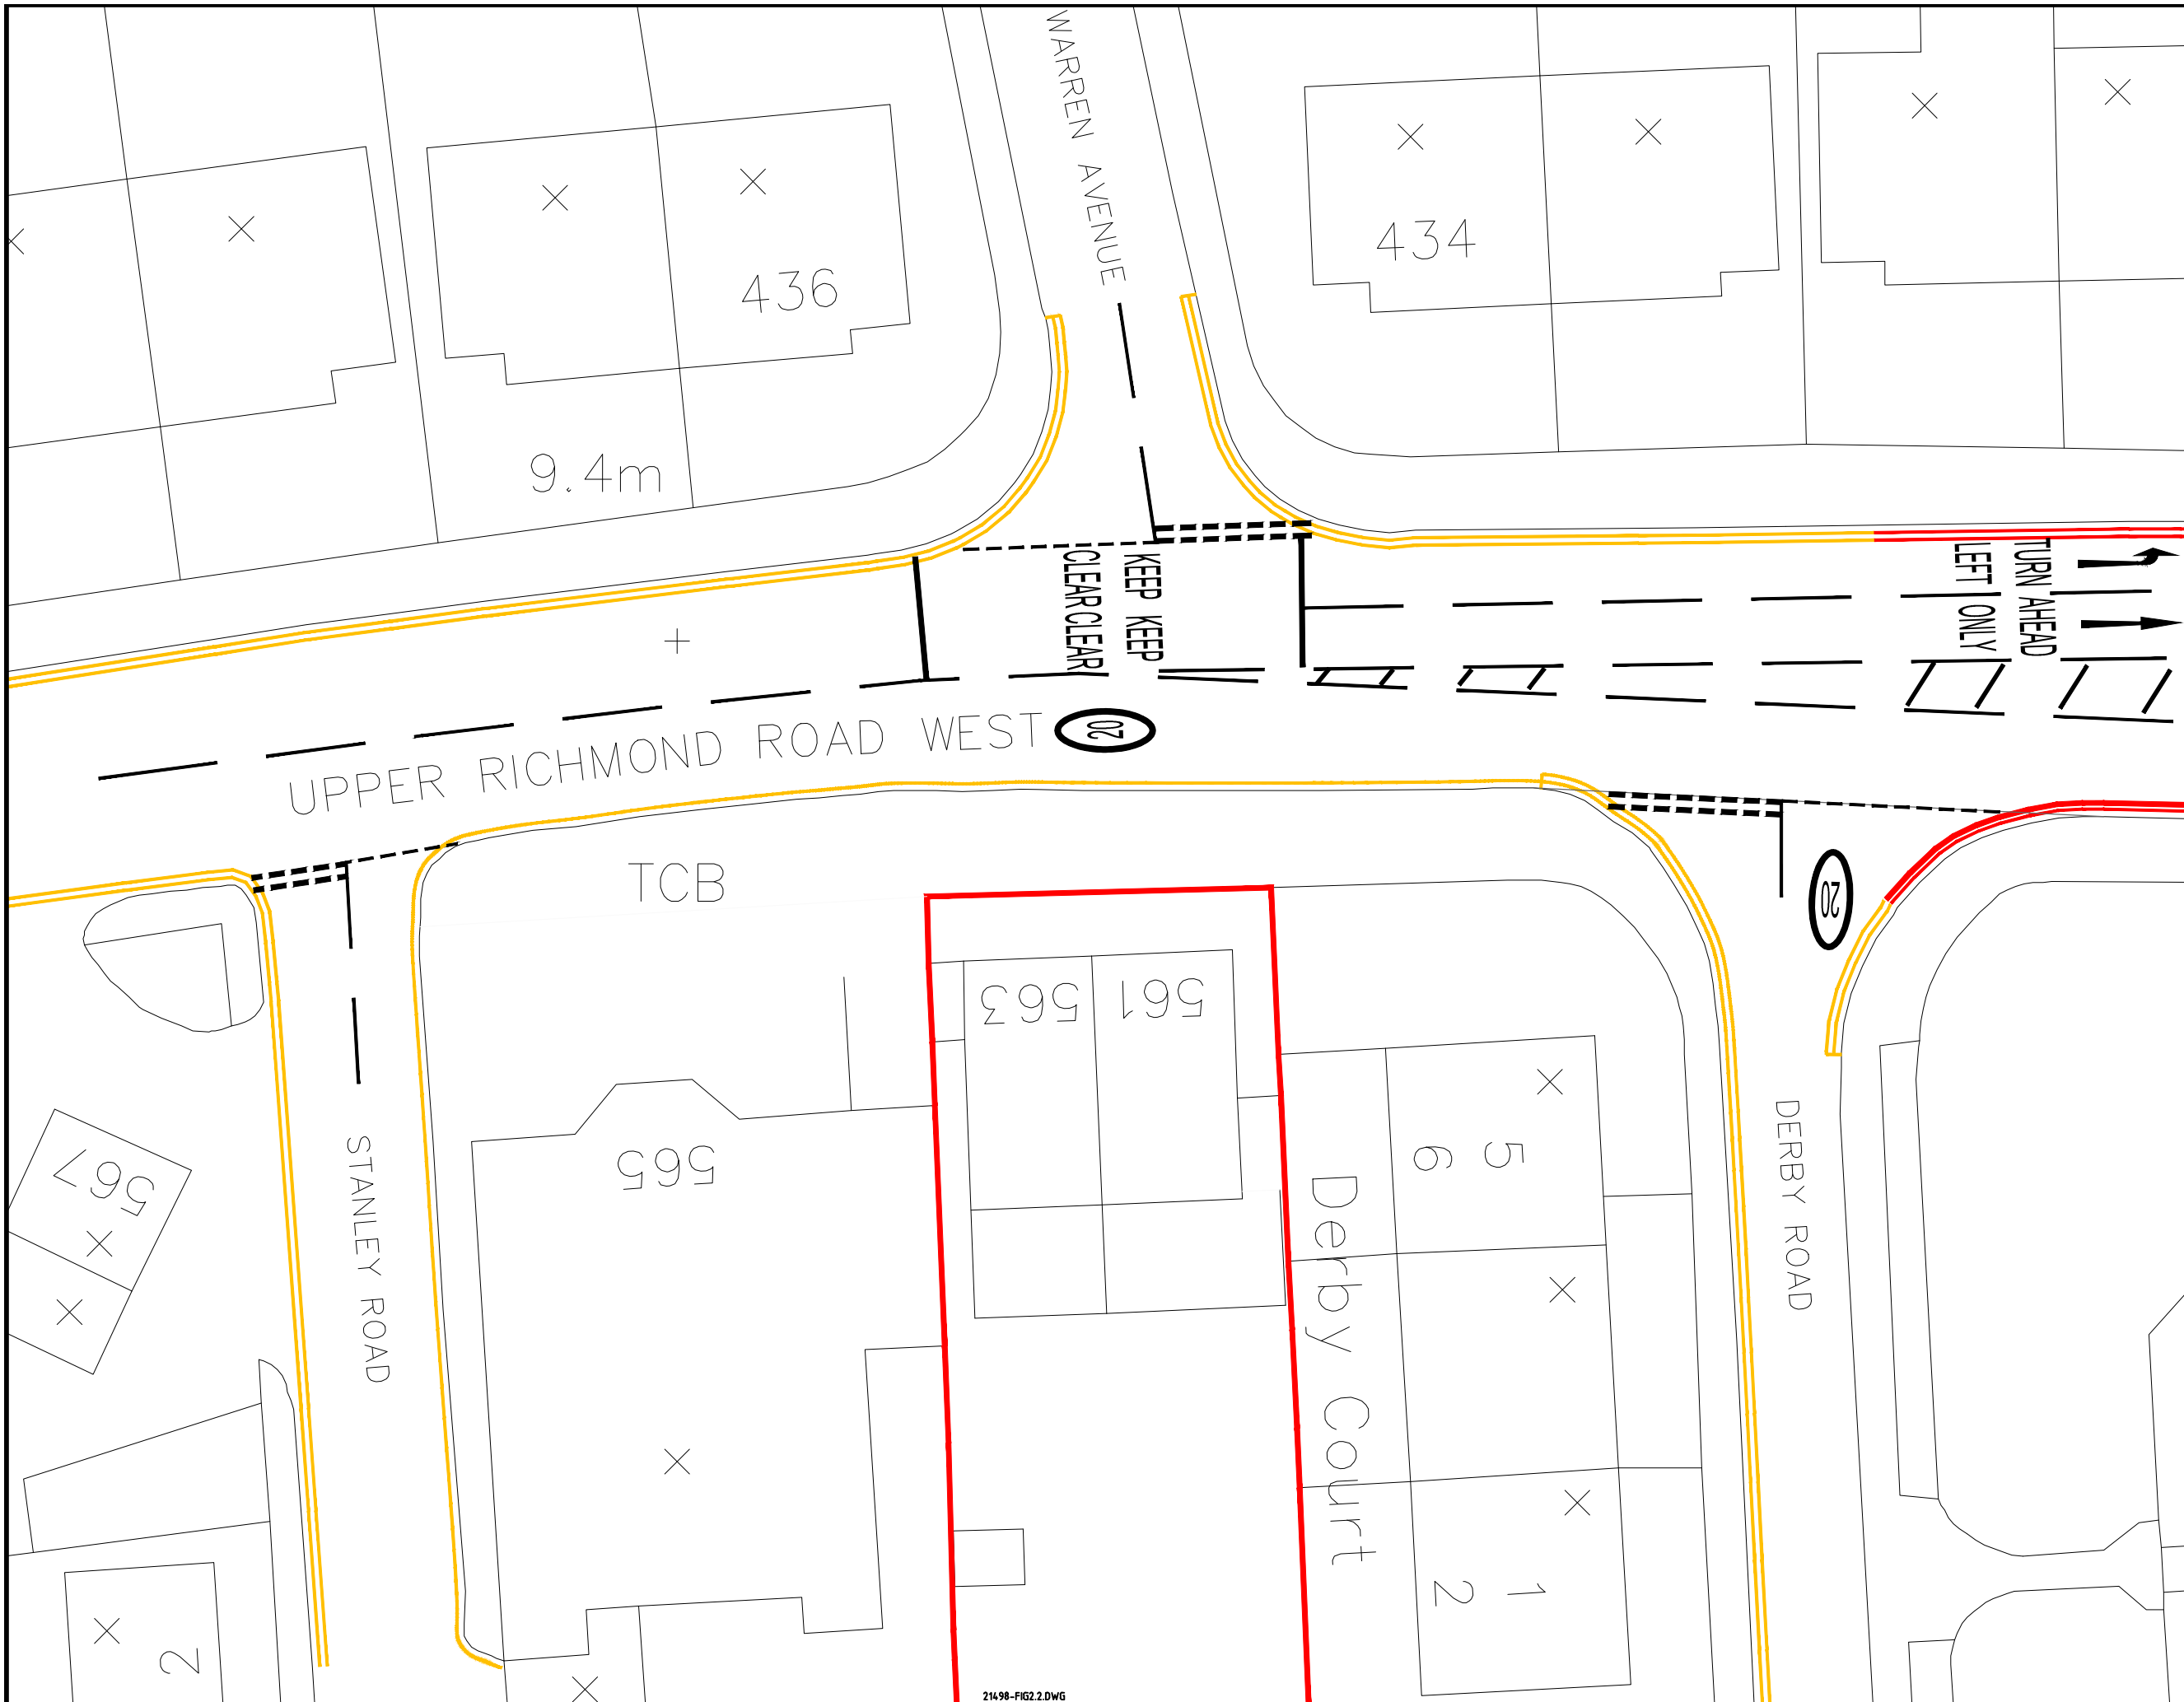 WARREN AVENUE
434
436
9.4m
KEEP KEEP
CLEAR CLEAR
TURN AHEAD
LEFT ONLY
UPPER RICHMOND ROAD WEST
20
TCB
20
563
561
565
567
5
6
STANLEY ROAD
DERBY ROAD
Derby Court
1
2
2
21498-FIG2.2.DWG